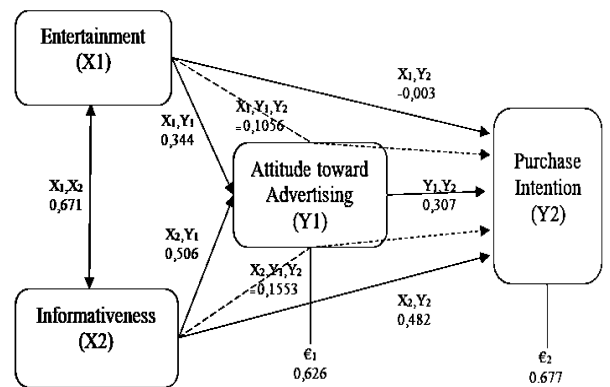 Entertainment
(X1)
X₁,Y₂
-0,003
X₁,Y₁
0,344
X₁,Y₁,Y₂
=0,1056
Attitude toward
Advertising
(Y1)
Purchase
Intention
(Y2)
X₁,X₂
0,671
Y₁,Y₂
0,307
X₂,Y₁
0,506
X₂,Y₁,Y₂
=0,1553
Informativeness
(X2)
X₂,Y₂
0,482
€₁
0,626
€₂
0.677